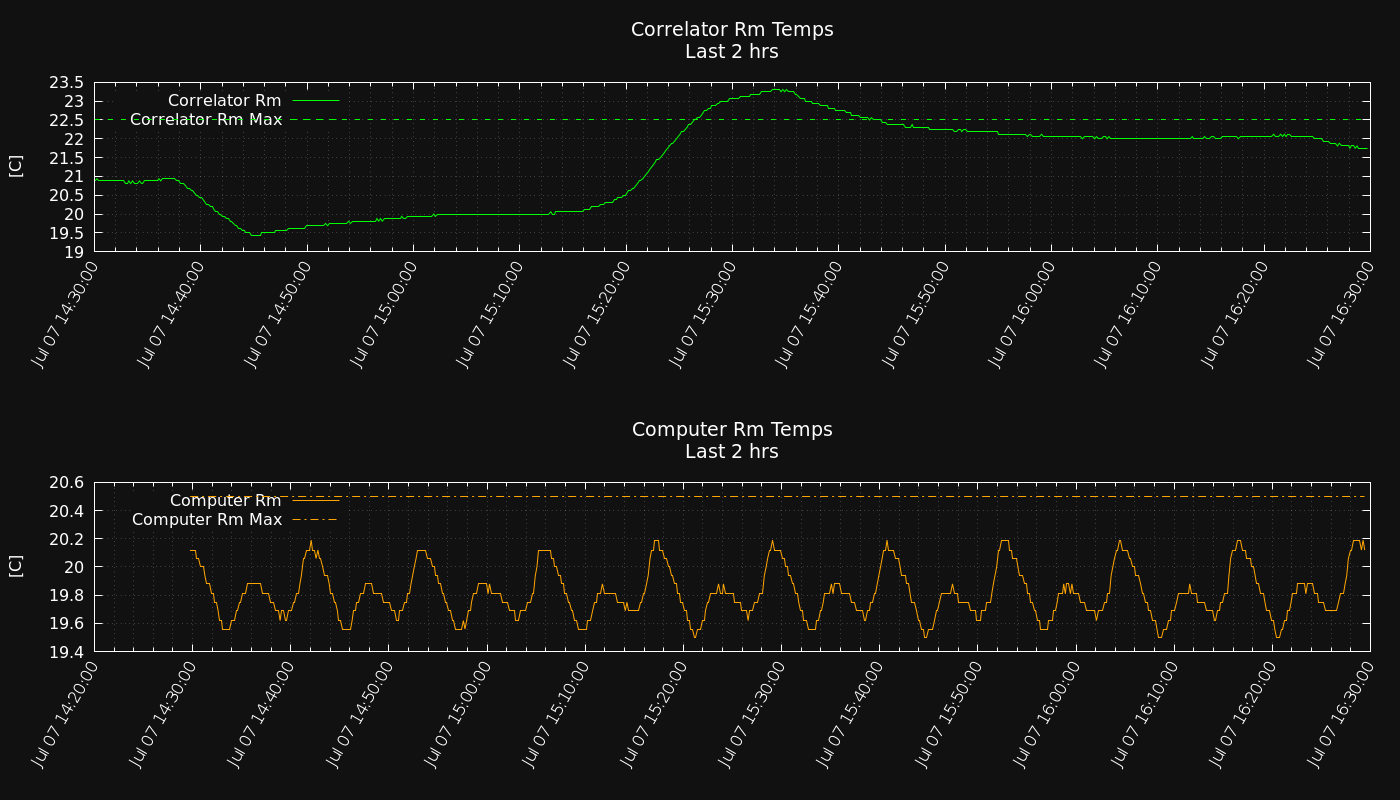 Correlator Rm Temps
Last 2 hrs
23.5
23
22.5
22
21.5
21
20.5
20
19.5
19
[C]
Correlator Rm
Correlator Rm Max
Jul 07 14:30:00
Jul 07 14:40:00
Jul 07 14:50:00
Jul 07 15:00:00
Jul 07 15:10:00
Jul 07 15:20:00
Jul 07 15:30:00
Jul 07 15:40:00
Jul 07 15:50:00
Jul 07 16:00:00
Jul 07 16:10:00
Jul 07 16:20:00
Jul 07 16:30:00
Computer Rm Temps
Last 2 hrs
20.6
20.4
20.2
20
19.8
19.6
19.4
[C]
Computer Rm
Computer Rm Max
Jul 07 14:20:00
Jul 07 14:30:00
Jul 07 14:40:00
Jul 07 14:50:00
Jul 07 15:00:00
Jul 07 15:10:00
Jul 07 15:20:00
Jul 07 15:30:00
Jul 07 15:40:00
Jul 07 15:50:00
Jul 07 16:00:00
Jul 07 16:10:00
Jul 07 16:20:00
Jul 07 16:30:00